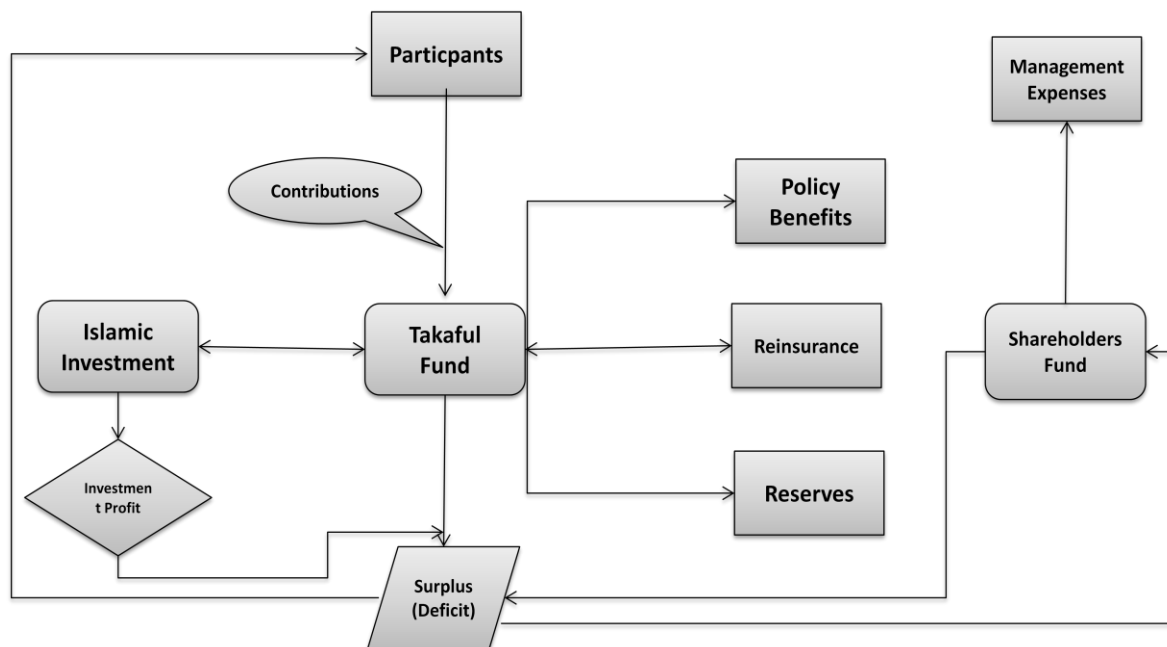 Particpants
Management
Expenses
Contributions
Policy
Benefits
Islamic
Investment
Takaful
Fund
Reinsurance
Shareholders
Fund
Investmen
t Profit
Reserves
Surplus
(Deficit)